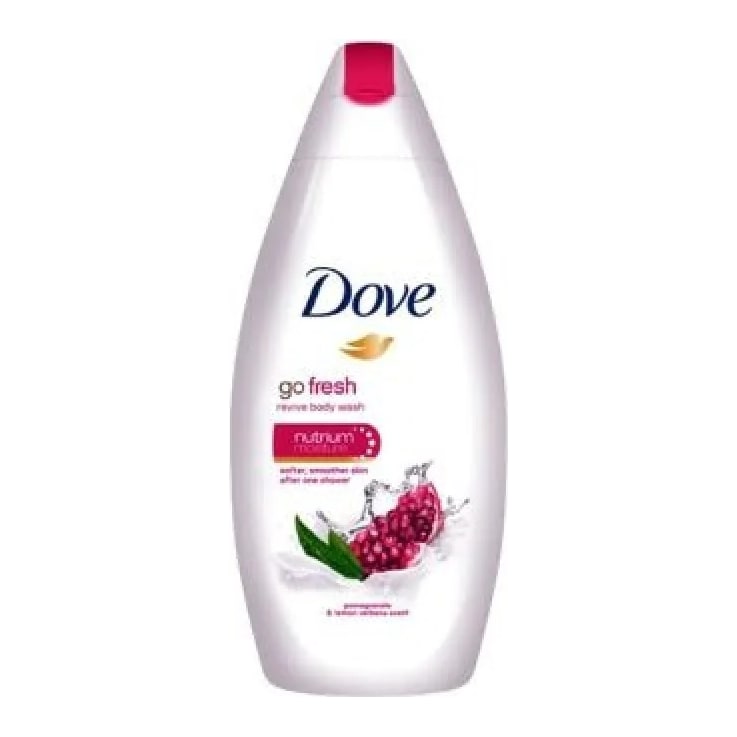 Dove
go fresh
revive body wash
nutrium
moisture
softer, smoother skin
after one shower
pomegranate
& lemon verbena scent